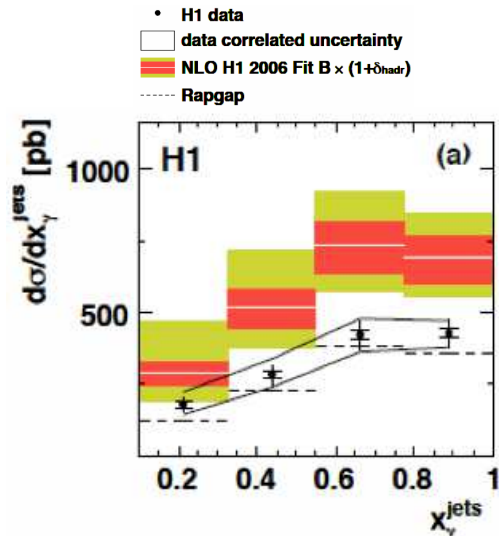 H1 data
data correlated uncertainty
NLO H1 2006 Fit B × (1+δhadr)
Rapgap
dσ/dxγjets [pb]
H1 (a)
1000
500
0.2 0.4 0.6 0.8 1
xγjets